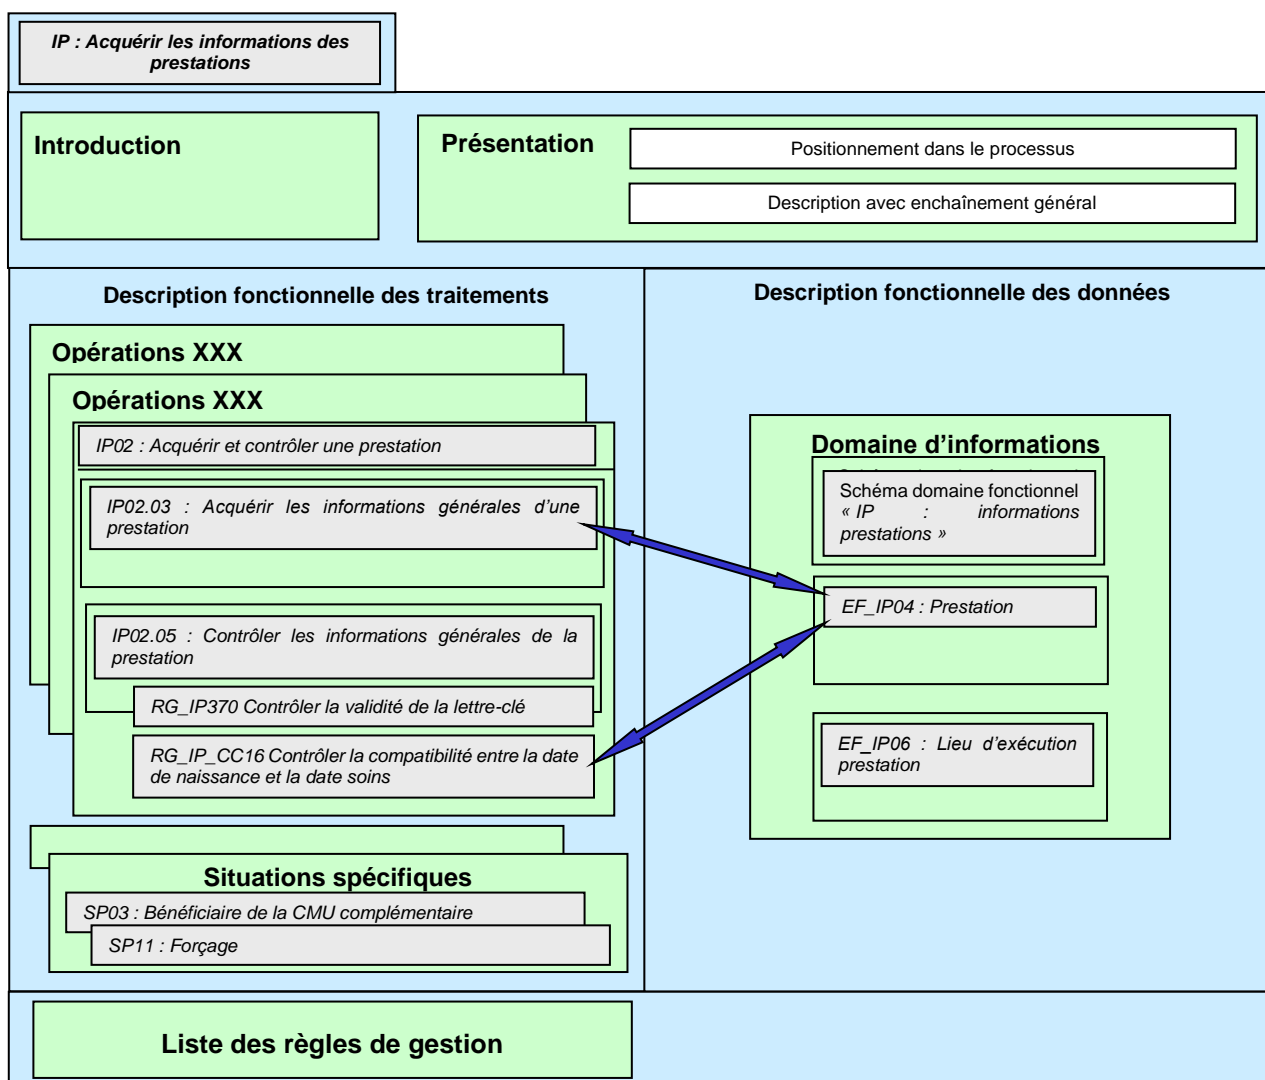 IP : Acquérir les informations des
prestations
Introduction
Présentation
Positionnement dans le processus
Description avec enchaînement général
Description fonctionnelle des traitements
Opérations XXX
Opérations XXX
IP02 : Acquérir et contrôler une prestation
IP02.03 : Acquérir les informations générales d'une
prestation
IP02.05 : Contrôler les informations générales de la
prestation
RG_IP370 Contrôler la validité de la lettre-clé
RG_IP_CC16 Contrôler la compatibilité entre la date
de naissance et la date soins
Situations spécifiques
SP03 : Bénéficiaire de la CMU complémentaire
SP11 : Forçage
Description fonctionnelle des données
Domaine d'informations
Schéma domaine fonctionnel
« IP : informations
prestations »
EF_IP04 : Prestation
EF_IP06 : Lieu d'exécution
prestation
Liste des règles de gestion